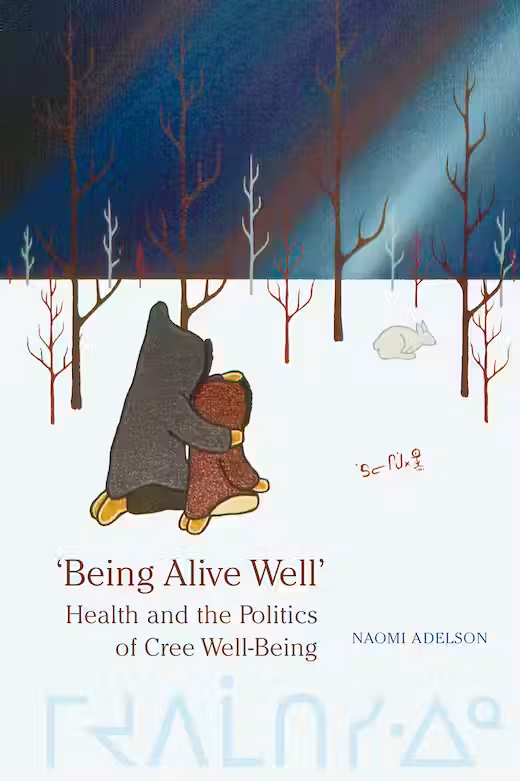 ‘Being Alive Well’
Health and the Politics
of Cree Well-Being
NAOMI ADELSON